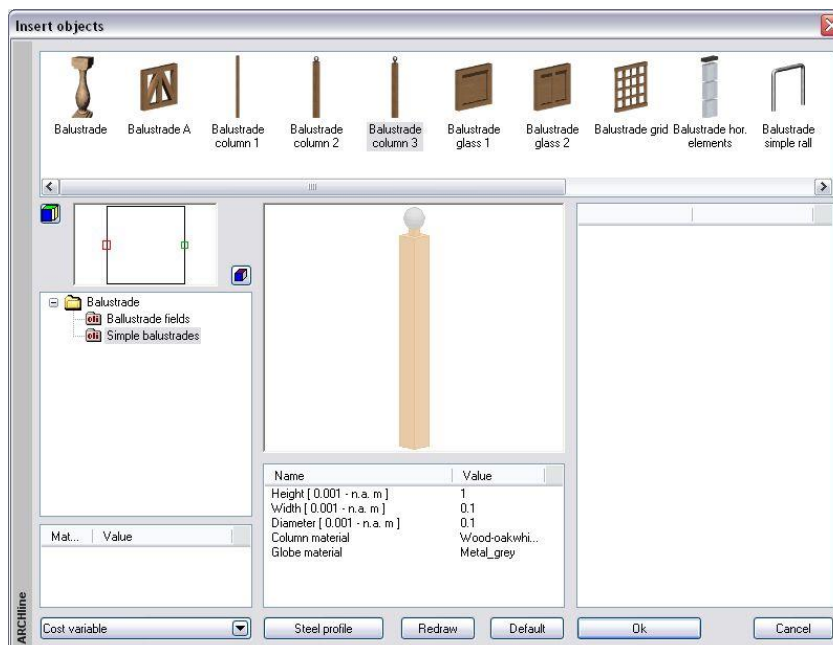 Insert objects
Balustrade
Balustrade A
Balustrade column 1
Balustrade column 2
Balustrade column 3
Balustrade glass 1
Balustrade glass 2
Balustrade grid
Balustrade hor. elements
Balustrade simple rall
Balustrade
Ballustrade fields
Simple balustrades
Name Value
Height [ 0.001 - n.a. m ] 1
Width [ 0.001 - n.a. m ] 0.1
Diameter [ 0.001 - n.a. m ] 0.1
Column material Wood-oakwhi...
Globe material Metal_grey
Mat... Value
Cost variable
Steel profile
Redraw
Default
Ok
Cancel
ARCHline